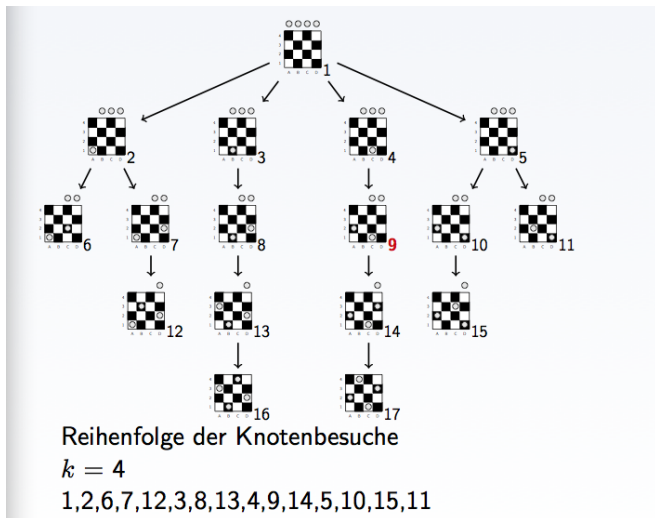 1
2 3 4 5
6 7 8 9 10 11
12 13 14 15
16 17
Reihenfolge der Knotenbesuche
k = 4
1,2,6,7,12,3,8,13,4,9,14,5,10,15,11